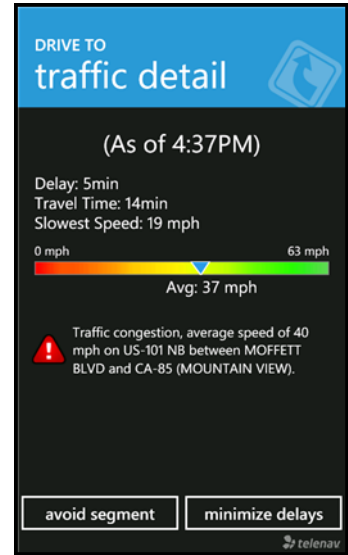 DRIVE TO
traffic detail
(As of 4:37PM)
Delay: 5min
Travel Time: 14min
Slowest Speed: 19 mph
0 mph 63 mph
Avg: 37 mph
Traffic congestion, average speed of 40
mph on US-101 NB between MOFFETT
BLVD and CA-85 (MOUNTAIN VIEW).
avoid segment minimize delays
telenav